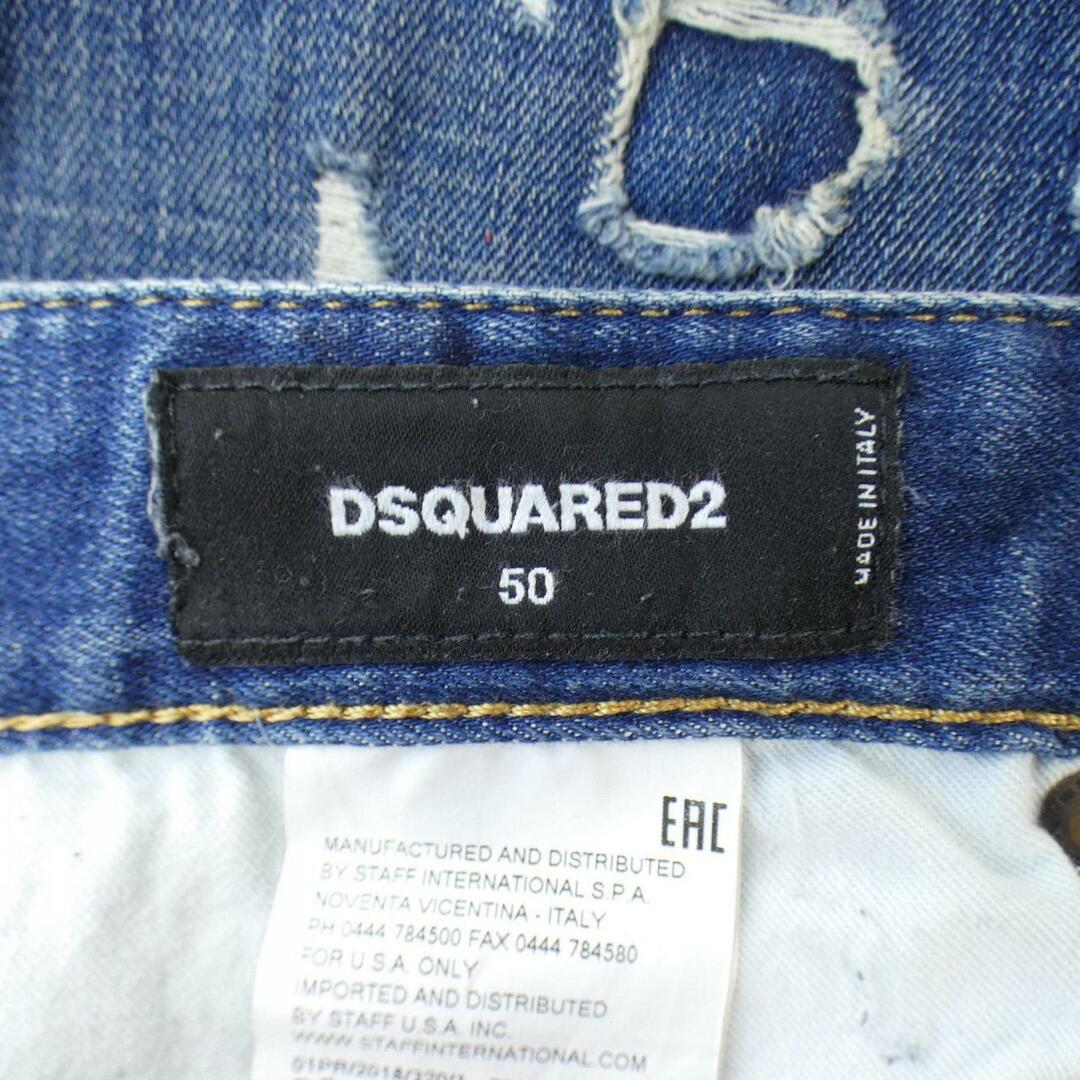 DSQUARED2
50
MADE IN ITALY
EAC
MANUFACTURED AND DISTRIBUTED
BY STAFF INTERNATIONAL S.P.A.
NOVENTA VICENTINA - ITALY
PH 0444 784500 FAX 0444 784580
FOR U.S.A. ONLY
IMPORTED AND DISTRIBUTED
BY STAFF U.S.A. INC.
WWW.STAFFINTERNATIONAL.COM